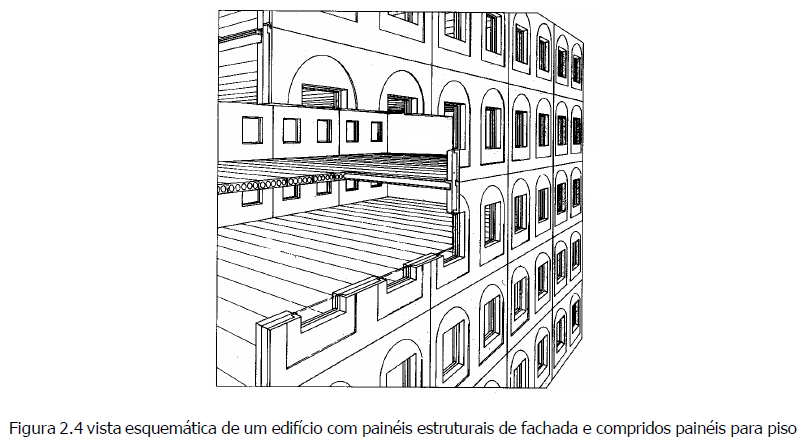 Figura 2.4 vista esquemática de um edifício com painéis estruturais de fachada e compridos painéis para piso